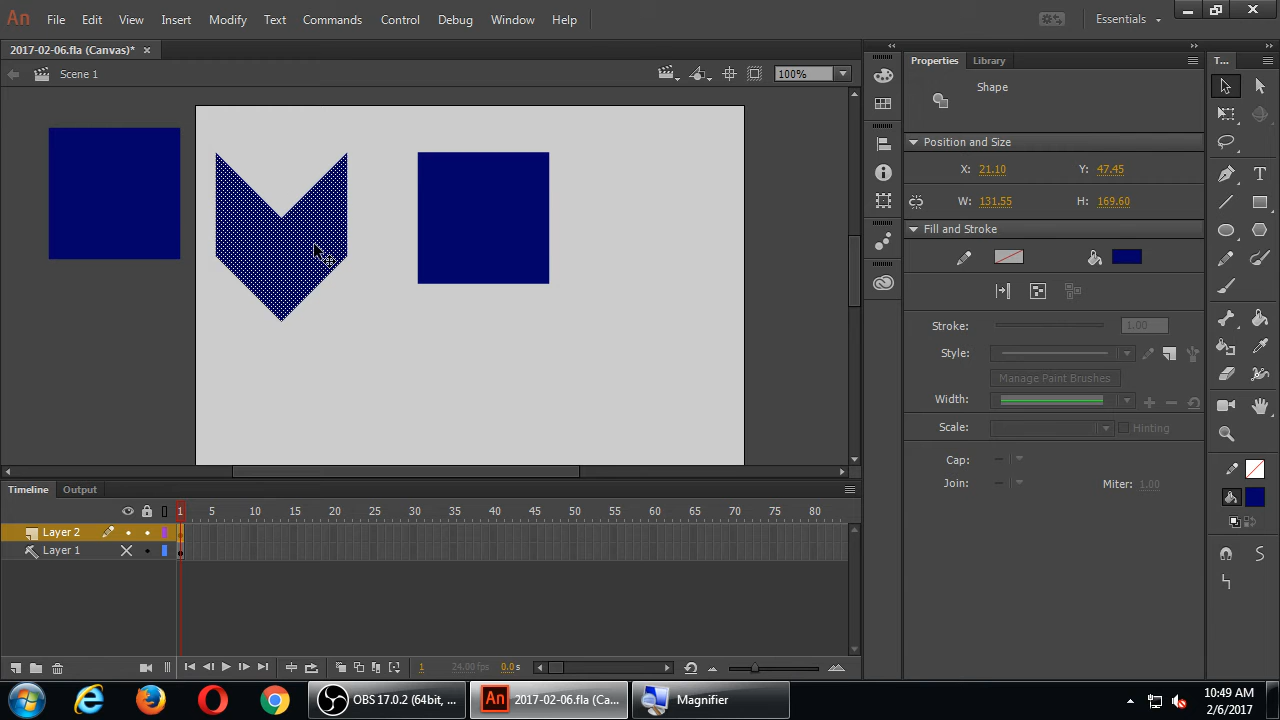 An File Edit View Insert Modify Text Commands Control Debug Window Help Essentials
2017-02-06.fla (Canvas)* ×
Scene 1 100%
Properties Library T...
Shape
Position and Size
X: 21.10 Y: 47.45
W: 131.55 H: 169.60
Fill and Stroke
Stroke: 1.00
Style:
Manage Paint Brushes
Width:
Scale: Hinting
Cap:
Join: Miter: 1.00
Timeline Output
1 5 10 15 20 25 30 35 40 45 50 55 60 65 70 75 80
Layer 2
Layer 1
1 24.00 fps 0.0 s
OBS 17.0.2 (64bit, ... An 2017-02-06.fla (Ca... Magnifier
10:49 AM
2/6/2017